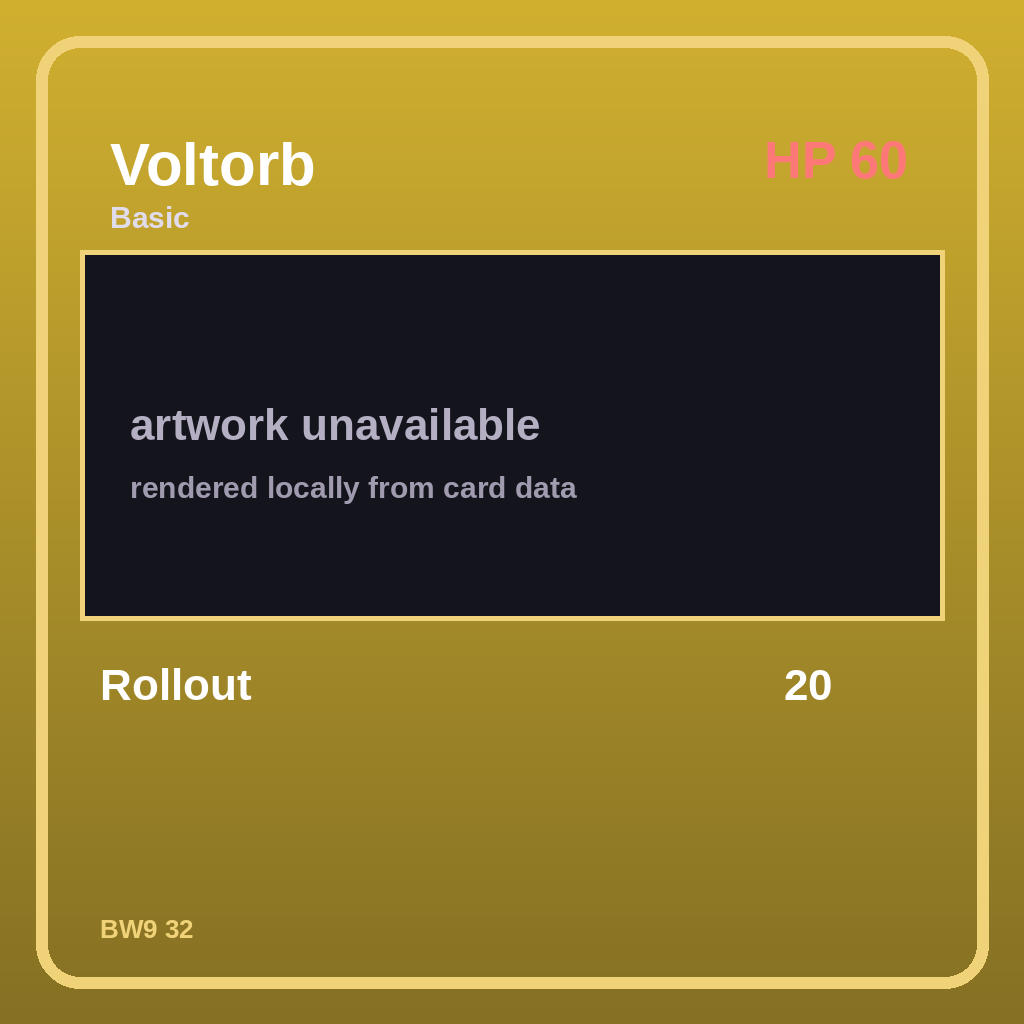 Voltorb
HP 60
Basic
artwork unavailable
rendered locally from card data
Rollout 20
BW9 32